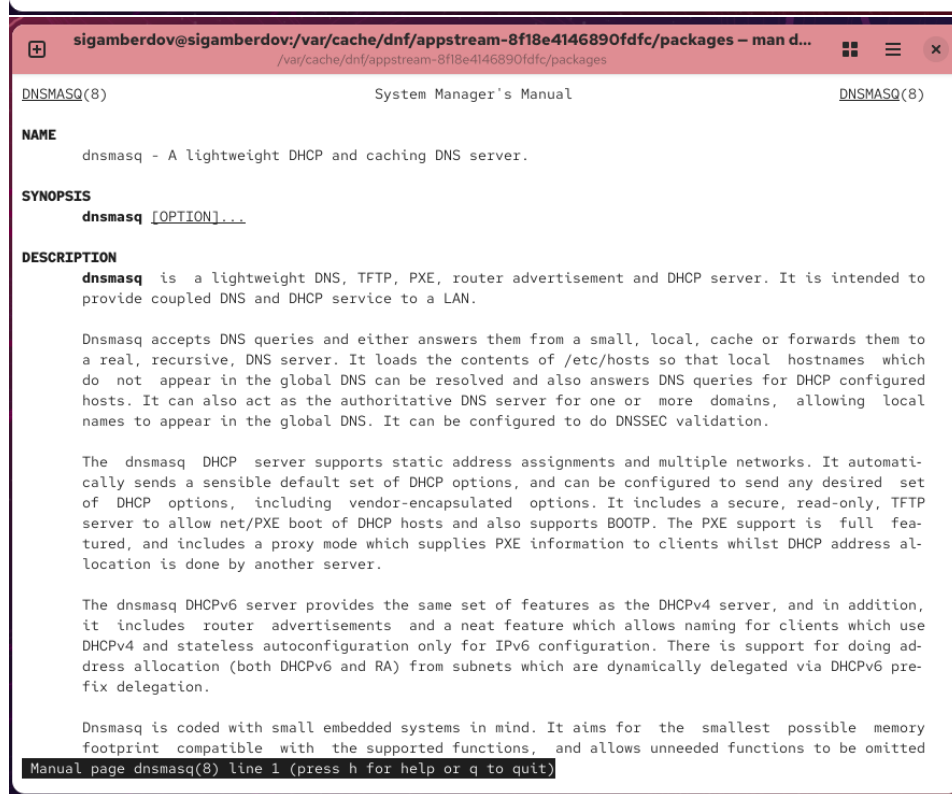 sigamberdov@sigamberdov:/var/cache/dnf/appstream-8f18e4146890fdfc/packages — man d...
/var/cache/dnf/appstream-8f18e4146890fdfc/packages
DNSMASQ(8) System Manager's Manual DNSMASQ(8)
NAME
dnsmasq - A lightweight DHCP and caching DNS server.
SYNOPSIS
dnsmasq [OPTION]...
DESCRIPTION
dnsmasq is a lightweight DNS, TFTP, PXE, router advertisement and DHCP server. It is intended to
provide coupled DNS and DHCP service to a LAN.
Dnsmasq accepts DNS queries and either answers them from a small, local, cache or forwards them to
a real, recursive, DNS server. It loads the contents of /etc/hosts so that local hostnames which
do not appear in the global DNS can be resolved and also answers DNS queries for DHCP configured
hosts. It can also act as the authoritative DNS server for one or more domains, allowing local
names to appear in the global DNS. It can be configured to do DNSSEC validation.
The dnsmasq DHCP server supports static address assignments and multiple networks. It automati-
cally sends a sensible default set of DHCP options, and can be configured to send any desired set
of DHCP options, including vendor-encapsulated options. It includes a secure, read-only, TFTP
server to allow net/PXE boot of DHCP hosts and also supports BOOTP. The PXE support is full fea-
tured, and includes a proxy mode which supplies PXE information to clients whilst DHCP address al-
location is done by another server.
The dnsmasq DHCPv6 server provides the same set of features as the DHCPv4 server, and in addition,
it includes router advertisements and a neat feature which allows naming for clients which use
DHCPv4 and stateless autoconfiguration only for IPv6 configuration. There is support for doing ad-
dress allocation (both DHCPv6 and RA) from subnets which are dynamically delegated via DHCPv6 pre-
fix delegation.
Dnsmasq is coded with small embedded systems in mind. It aims for the smallest possible memory
footprint compatible with the supported functions, and allows unneeded functions to be omitted
Manual page dnsmasq(8) line 1 (press h for help or q to quit)